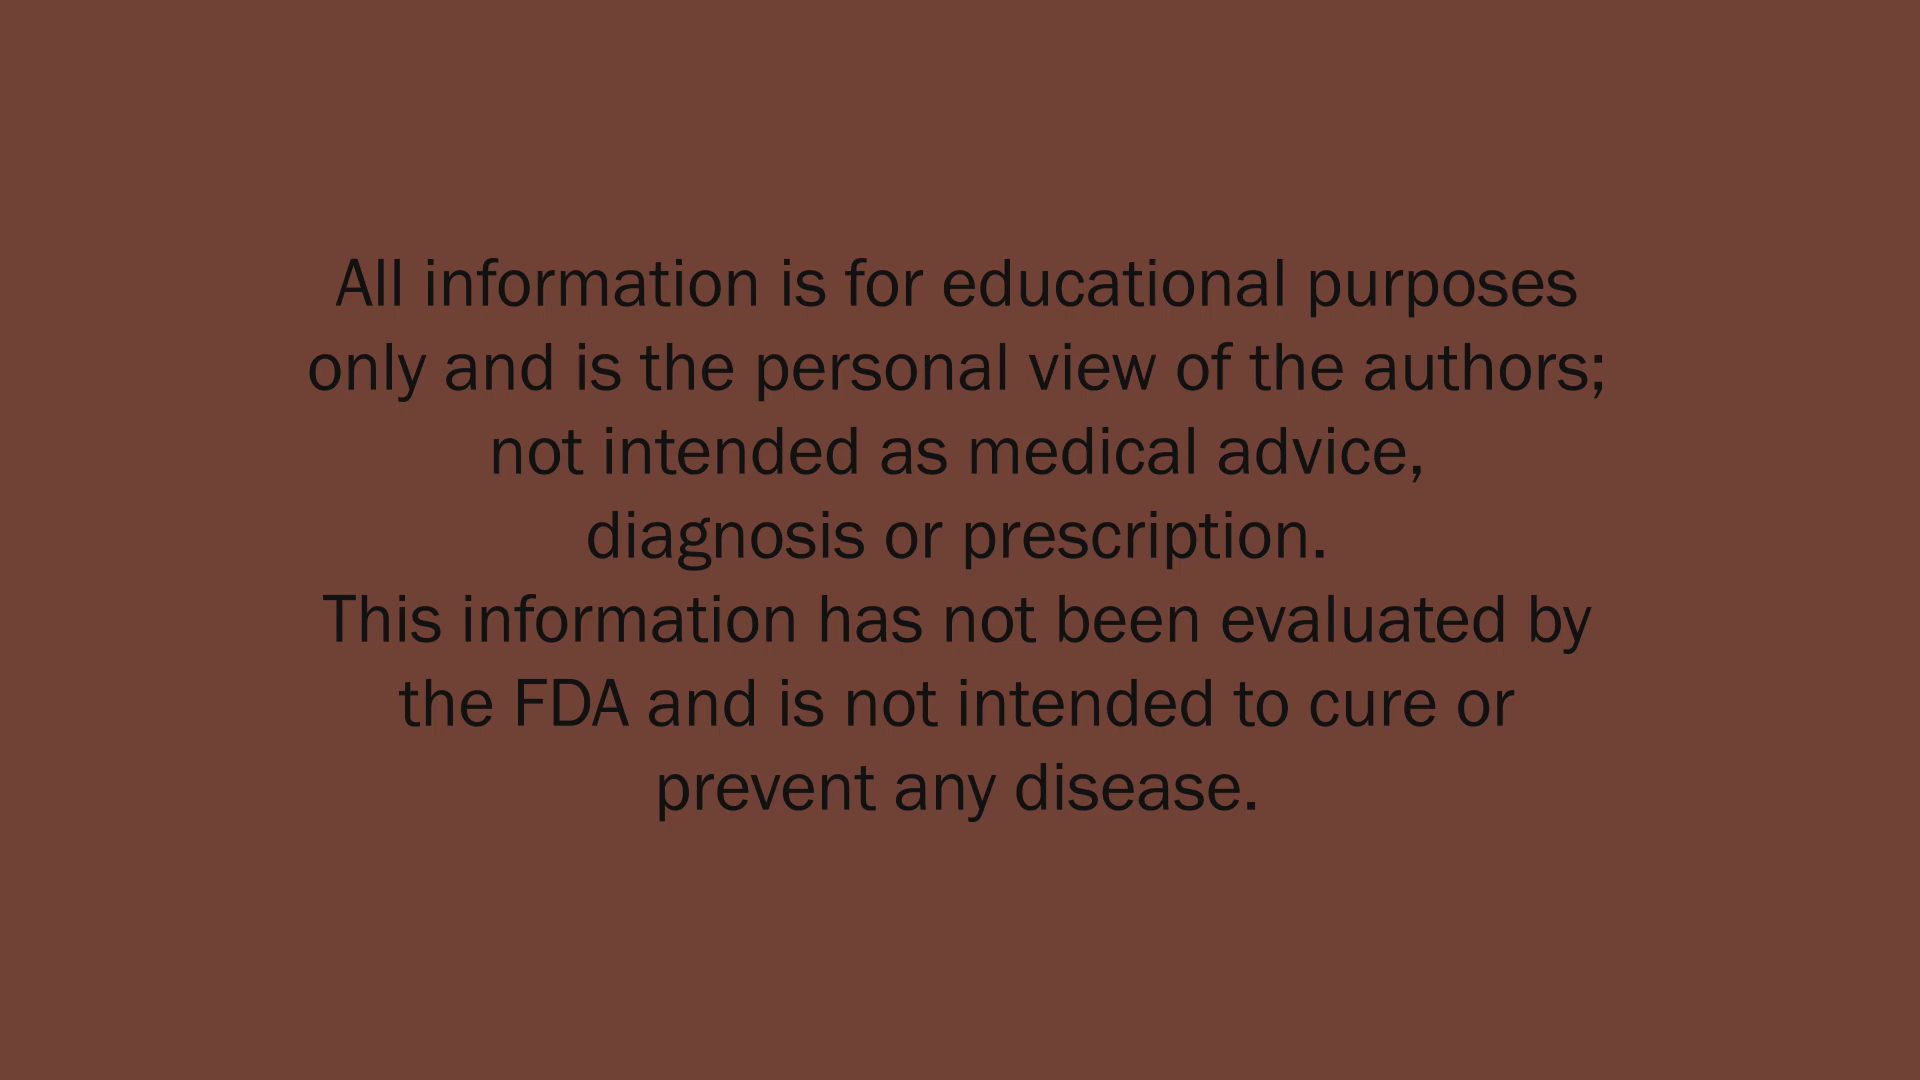 All information is for educational purposes
only and is the personal view of the authors;
not intended as medical advice,
diagnosis or prescription.
This information has not been evaluated by
the FDA and is not intended to cure or
prevent any disease.